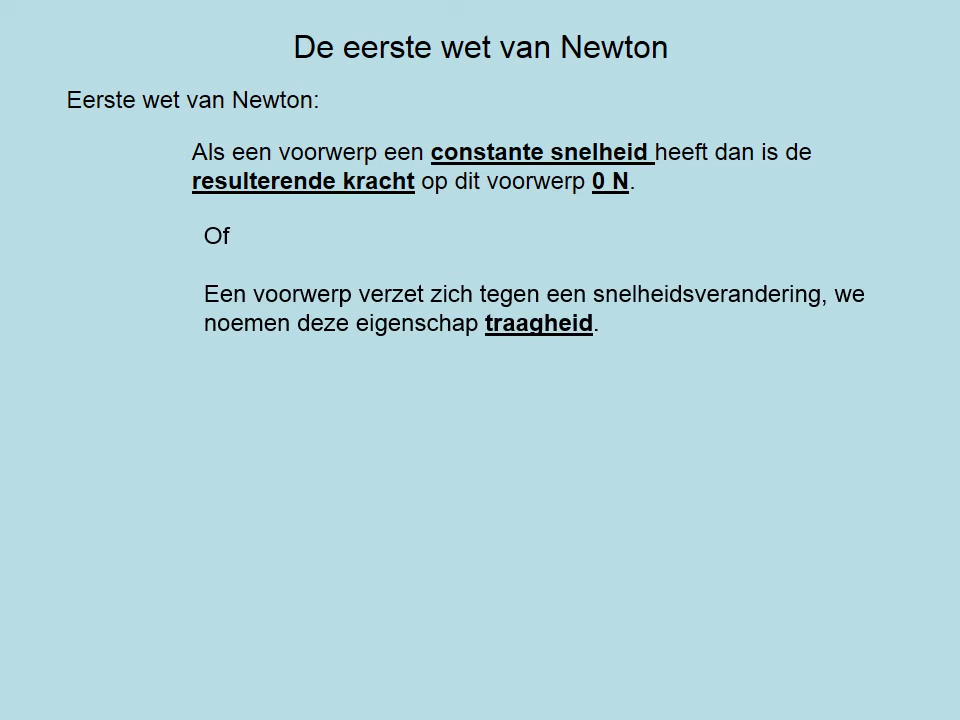 De eerste wet van Newton
Eerste wet van Newton:
Als een voorwerp een constante snelheid heeft dan is de
resulterende kracht op dit voorwerp 0 N.
Of
Een voorwerp verzet zich tegen een snelheidsverandering, we
noemen deze eigenschap traagheid.